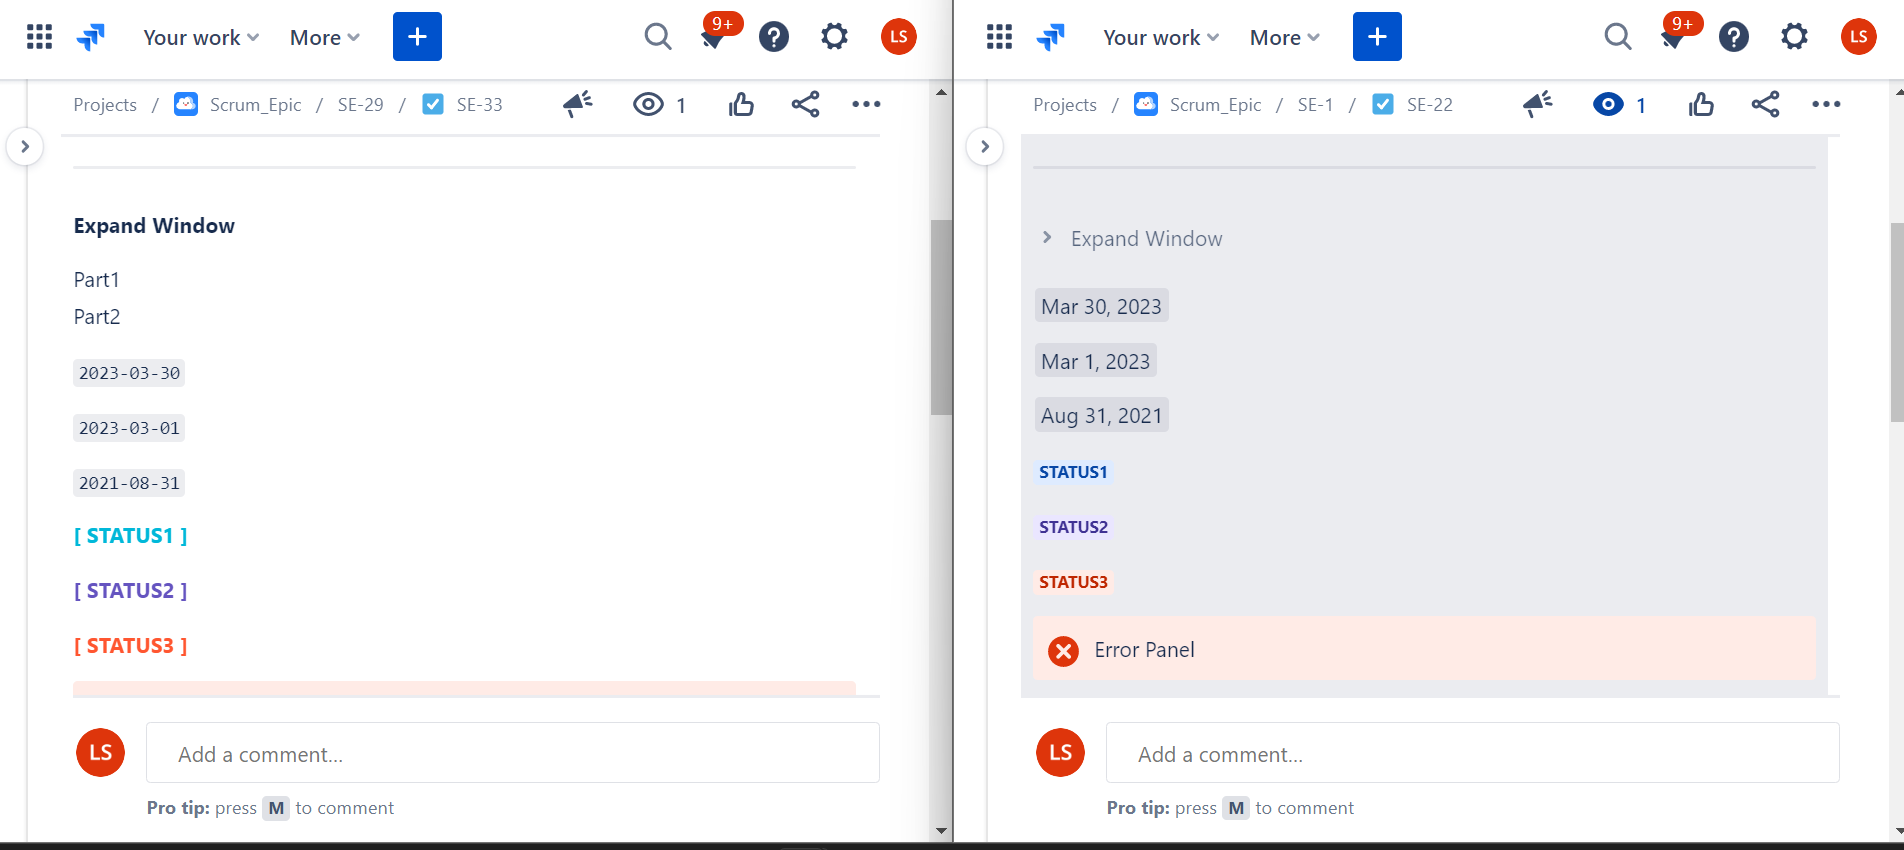 Your work
More
9+
LS
Projects / Scrum_Epic / SE-29 / SE-33
1
Expand Window
Part1
Part2
2023-03-30
2023-03-01
2021-08-31
[ STATUS1 ]
[ STATUS2 ]
[ STATUS3 ]
LS
Add a comment...
Pro tip: press M to comment
Your work
More
9+
LS
Projects / Scrum_Epic / SE-1 / SE-22
1
Expand Window
Mar 30, 2023
Mar 1, 2023
Aug 31, 2021
STATUS1
STATUS2
STATUS3
Error Panel
LS
Add a comment...
Pro tip: press M to comment